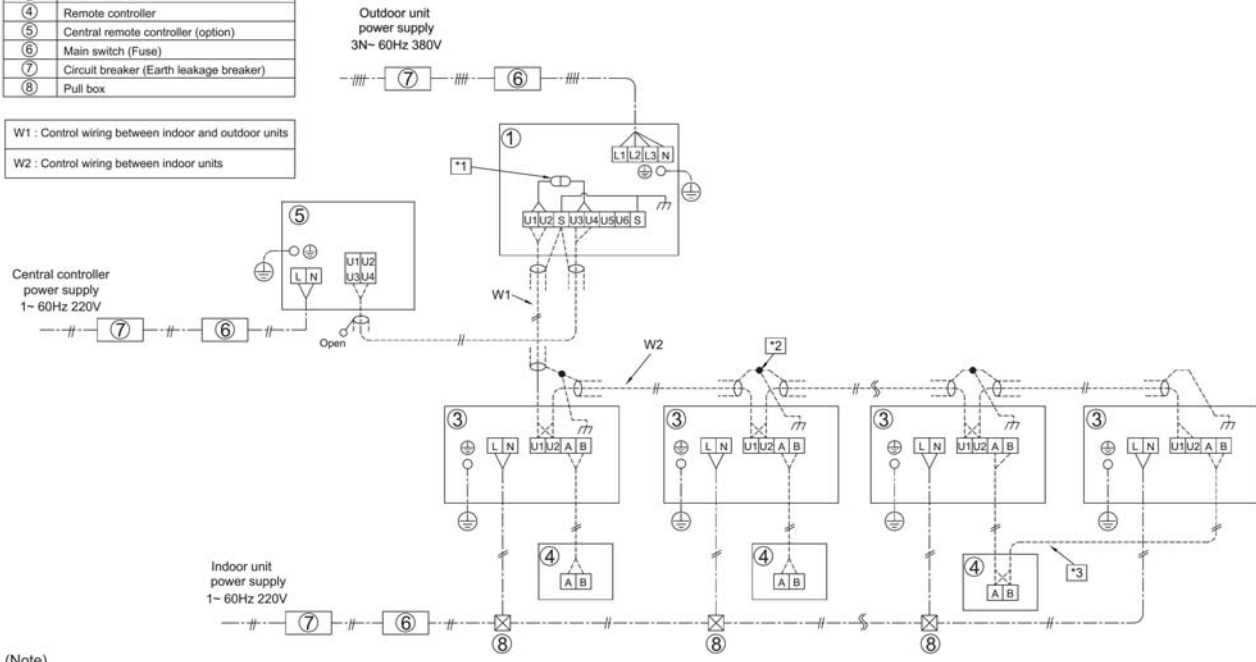 ④ Remote controller
⑤ Central remote controller (option)
⑥ Main switch (Fuse)
⑦ Circuit breaker (Earth leakage breaker)
⑧ Pull box
W1 : Control wiring between indoor and outdoor units
W2 : Control wiring between indoor units
Outdoor unit
power supply
3N~ 60Hz 380V
⑦ ⑥
①
L1 L2 L3 N
*1
U1 U2 S U3 U4 U5 U6 S
⑤
U1 U2
L N U3 U4
Central controller
power supply
1~ 60Hz 220V
⑦ ⑥
Open
W1
W2
*2
③ ③ ③ ③
L N U1 U2 A B
L N U1 U2 A B
L N U1 U2 A B
L N U1 U2 A B
④ ④ ④
A B
A B
A B
*3
Indoor unit
power supply
1~ 60Hz 220V
⑦ ⑥
⑧ ⑧ ⑧
(Note)